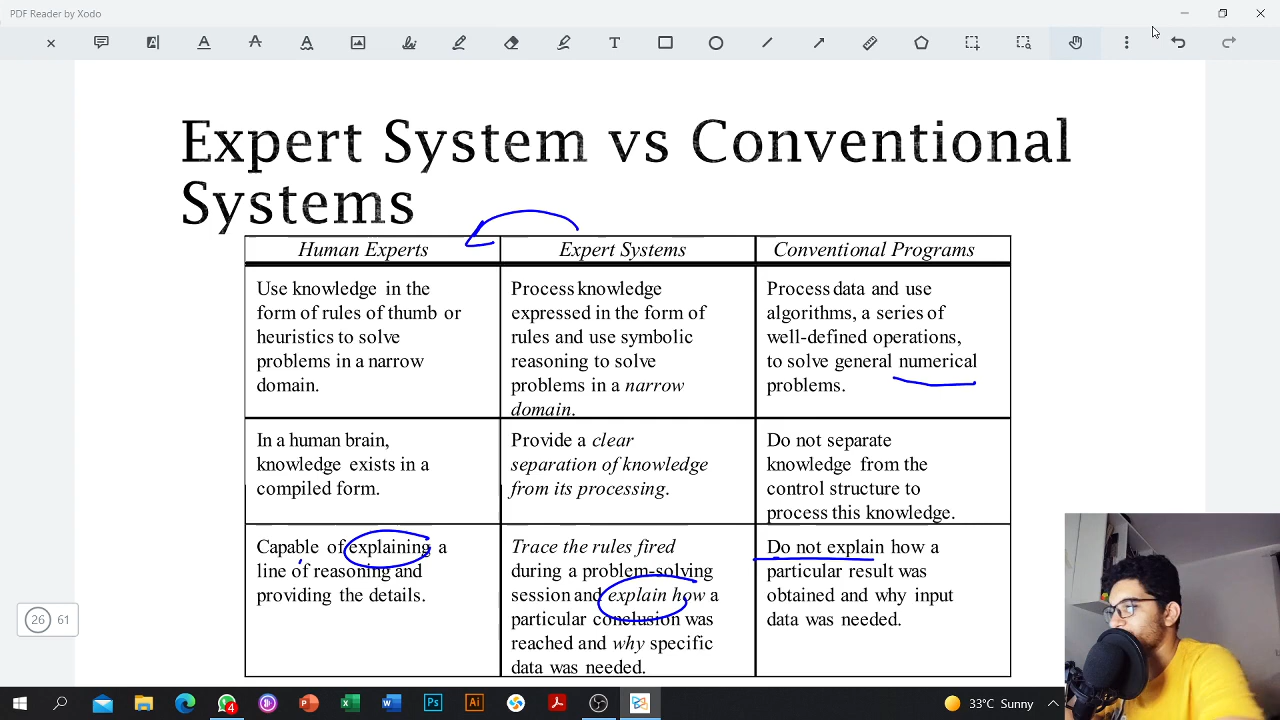 PDF Reader by Xodo
Expert System vs Conventional
Systems
Human Experts
Expert Systems
Conventional Programs
Use knowledge in the
form of rules of thumb or
heuristics to solve
problems in a narrow
domain.
Process knowledge
expressed in the form of
rules and use symbolic
reasoning to solve
problems in a narrow
domain.
Process data and use
algorithms, a series of
well-defined operations,
to solve general numerical
problems.
In a human brain,
knowledge exists in a
compiled form.
Provide a clear
separation of knowledge
from its processing.
Do not separate
knowledge from the
control structure to
process this knowledge.
Capable of explaining a
line of reasoning and
providing the details.
Trace the rules fired
during a problem-solving
session and explain how a
particular conclusion was
reached and why specific
data was needed.
Do not explain how a
particular result was
obtained and why input
data was needed.
26 61
4
Ps
Ai
33°C Sunny